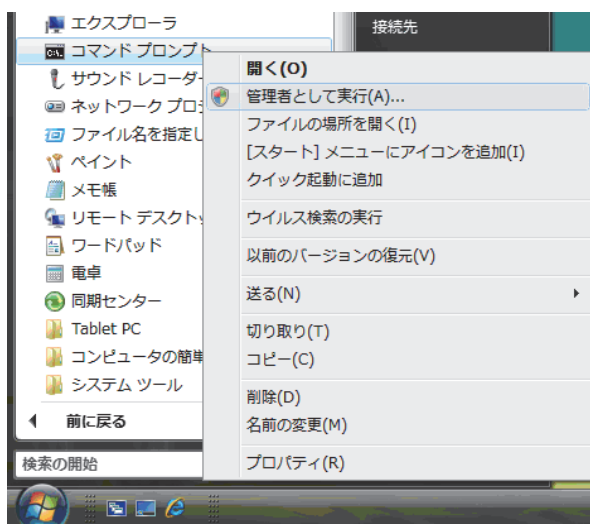 エクスプローラ
接続先
コマンド プロンプト
サウンド レコーダー
ネットワーク プロ
ファイル名を指定し
ペイント
メモ帳
リモート デスクト
ワードパッド
電卓
同期センター
Tablet PC
コンピュータの簡単
システム ツール
前に戻る
検索の開始
開く(O)
管理者として実行(A)...
ファイルの場所を開く(I)
[スタート] メニューにアイコンを追加(I)
クイック起動に追加
ウイルス検索の実行
以前のバージョンの復元(V)
送る(N)
切り取り(T)
コピー(C)
削除(D)
名前の変更(M)
プロパティ(R)